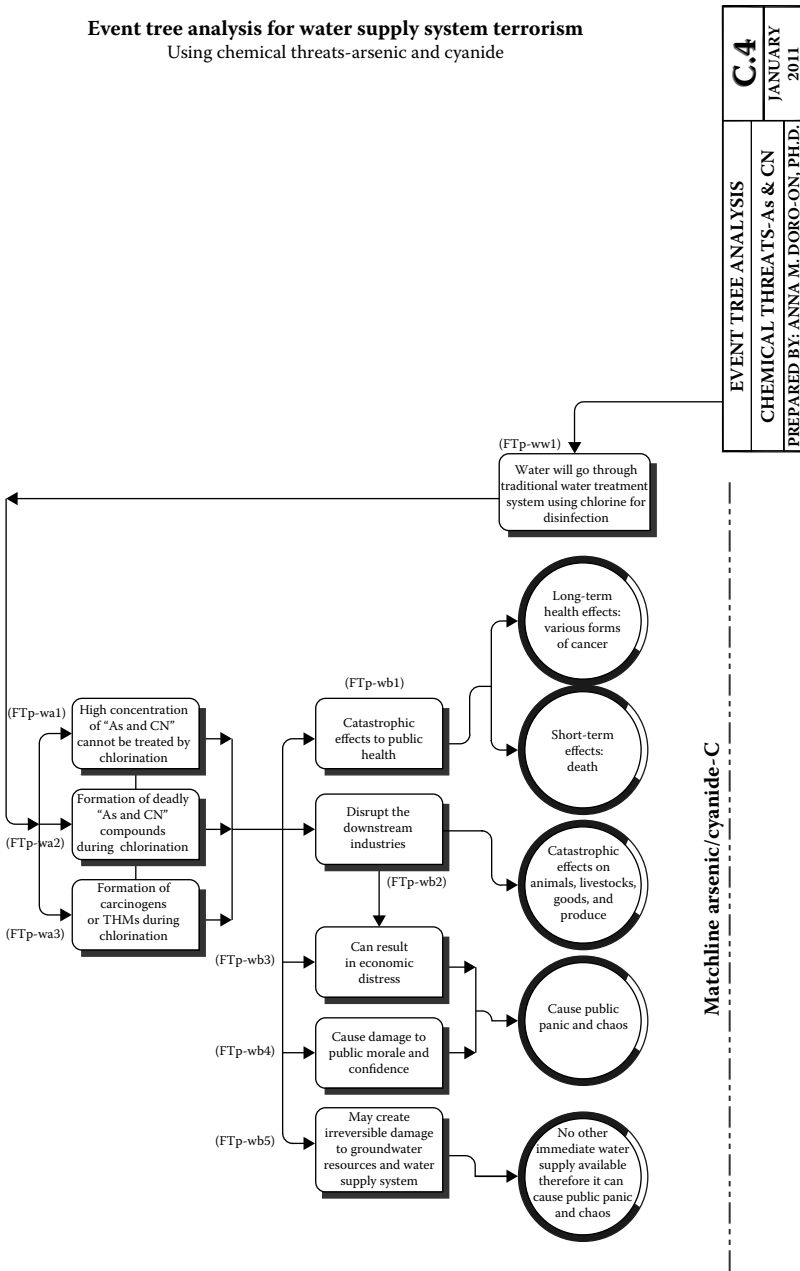 Event tree analysis for water supply system terrorism
Using chemical threats-arsenic and cyanide
C.4
JANUARY
2011
EVENT TREE ANALYSIS
CHEMICAL THREATS-As & CN
PREPARED BY: ANNA M. DORO-ON, PH.D.
(FTp-ww1)
Water will go through
traditional water treatment
system using chlorine for
disinfection
Long-term
health effects:
various forms
of cancer
(FTp-wb1)
(FTp-wa1)
High concentration
of “As and CN”
cannot be treated by
chlorination
Catastrophic
effects to public
health
Short-term
effects:
death
(FTp-wa2)
Formation of deadly
“As and CN”
compounds
during chlorination
Disrupt the
downstream
industries
(FTp-wb2)
Catastrophic
effects on
animals, livestocks,
goods, and
produce
(FTp-wa3)
Formation of
carcinogens
or THMs during
chlorination
(FTp-wb3)
Can result
in economic
distress
Cause public
panic and chaos
(FTp-wb4)
Cause damage to
public morale and
confidence
(FTp-wb5)
May create
irreversible damage
to groundwater
resources and water
supply system
No other
immediate water
supply available
therefore it can
cause public panic
and chaos
Matchline arsenic/cyanide-C